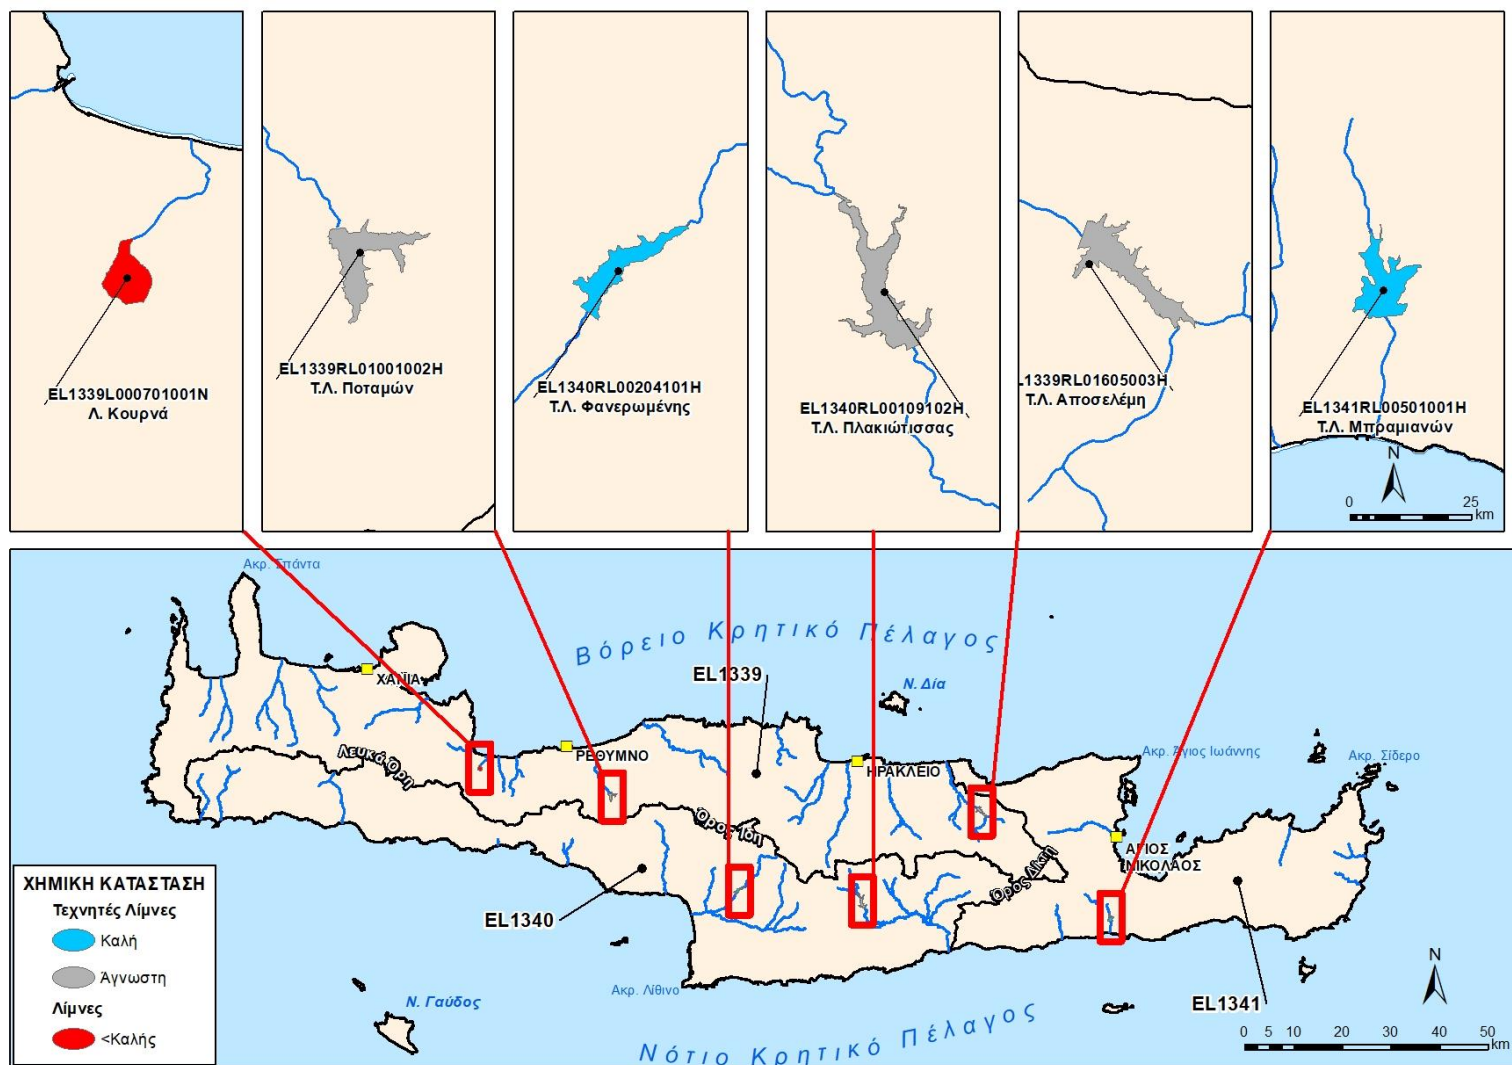 EL1339L000701001N
Λ. Κουρνά
EL1339RL01001002H
Τ.Λ. Ποταμών
EL1340RL00204101H
Τ.Λ. Φανερωμένης
EL1340RL00109102H
Τ.Λ. Πλακιώτισσας
L1339RL01605003H
Τ.Λ. Αποσελέμη
EL1341RL00501001H
Τ.Λ. Μπραμιανών
N
0 25
km
Ακρ. Σπάντα
Βόρειο Κρητικό Πέλαγος
ΧΑΝΙΑ
EL1339
Ν. Δία
Λευκά Όρη
ΡΕΘΥΜΝΟ
ΗΡΑΚΛΕΙΟ
Ακρ. Άγιος Ιωάννης
Ακρ. Σίδερο
Όρος Ίδη
Όρος Δίκτη
ΑΓΙΟΣ
ΝΙΚΟΛΑΟΣ
EL1340
EL1341
Ακρ. Λίθινο
Ν. Γαύδος
Νότιο Κρητικό Πέλαγος
ΧΗΜΙΚΗ ΚΑΤΑΣΤΑΣΗ
Τεχνητές Λίμνες
Καλή
Άγνωστη
Λίμνες
<Καλής
N
0 5 10 20 30 40 50
km